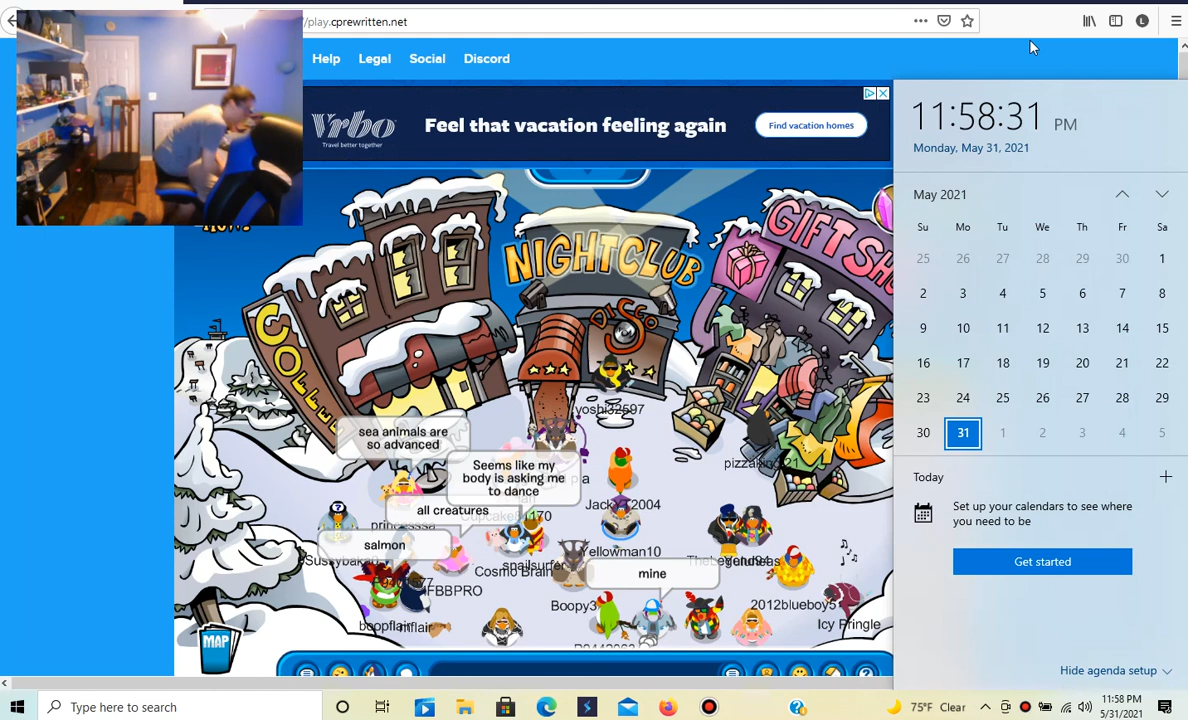 play.cprewritten.net
Help Legal Social Discord
Vrbo
Travel better together
Feel that vacation feeling again
Find vacation homes
11:58:31 PM
Monday, May 31, 2021
May 2021
Su Mo Tu We Th Fr Sa
25 26 27 28 29 30 1
2 3 4 5 6 7 8
9 10 11 12 13 14 15
16 17 18 19 20 21 22
23 24 25 26 27 28 29
30 31 1 2 3 4 5
Today
Set up your calendars to see where
you need to be
Get started
Hide agenda setup
COFFEE
NIGHTCLUB
DISCO
GIFT
yoshi32597
sea animals are
so advanced
Seems like my
body is asking me
to dance
all creatures
salmon
mine
JackYT2004
Yellowman10
snailsurfer
Cosmo Brain
FBBPRO
Boopy3
2012blueboy5
Icy Pringle
MAP
Type here to search
75°F Clear
11:58 PM
5/31/2021